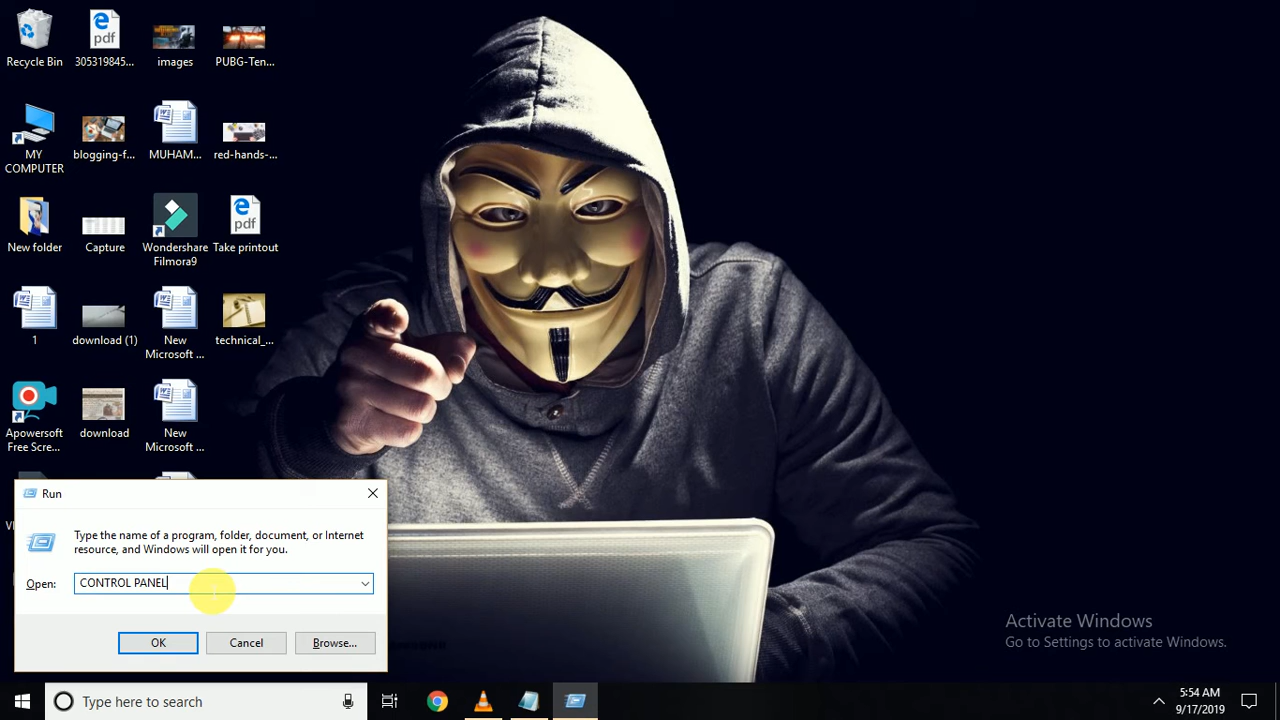 Recycle Bin
pdf
305319845...
images
PUBG-Ten...
MY
COMPUTER
blogging-f...
MUHAM...
red-hands-...
New folder
Capture
Wondershare
Filmora9
pdf
Take printout
1
download (1)
New
Microsoft ...
technical_...
Apowersoft
Free Scre...
download
New
Microsoft ...
Run
Type the name of a program, folder, document, or Internet
resource, and Windows will open it for you.
Open:
CONTROL PANEL
OK
Cancel
Browse...
Activate Windows
Go to Settings to activate Windows.
Type here to search
5:54 AM
9/17/2019